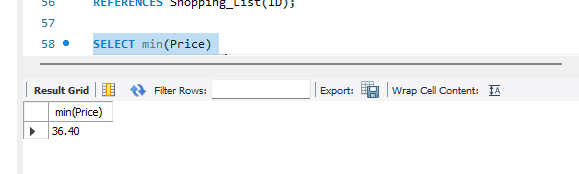 56 REFERENCES Shopping_List(ID);
57
58 SELECT min(Price)
Result Grid Filter Rows: Export: Wrap Cell Content:
min(Price)
36.40